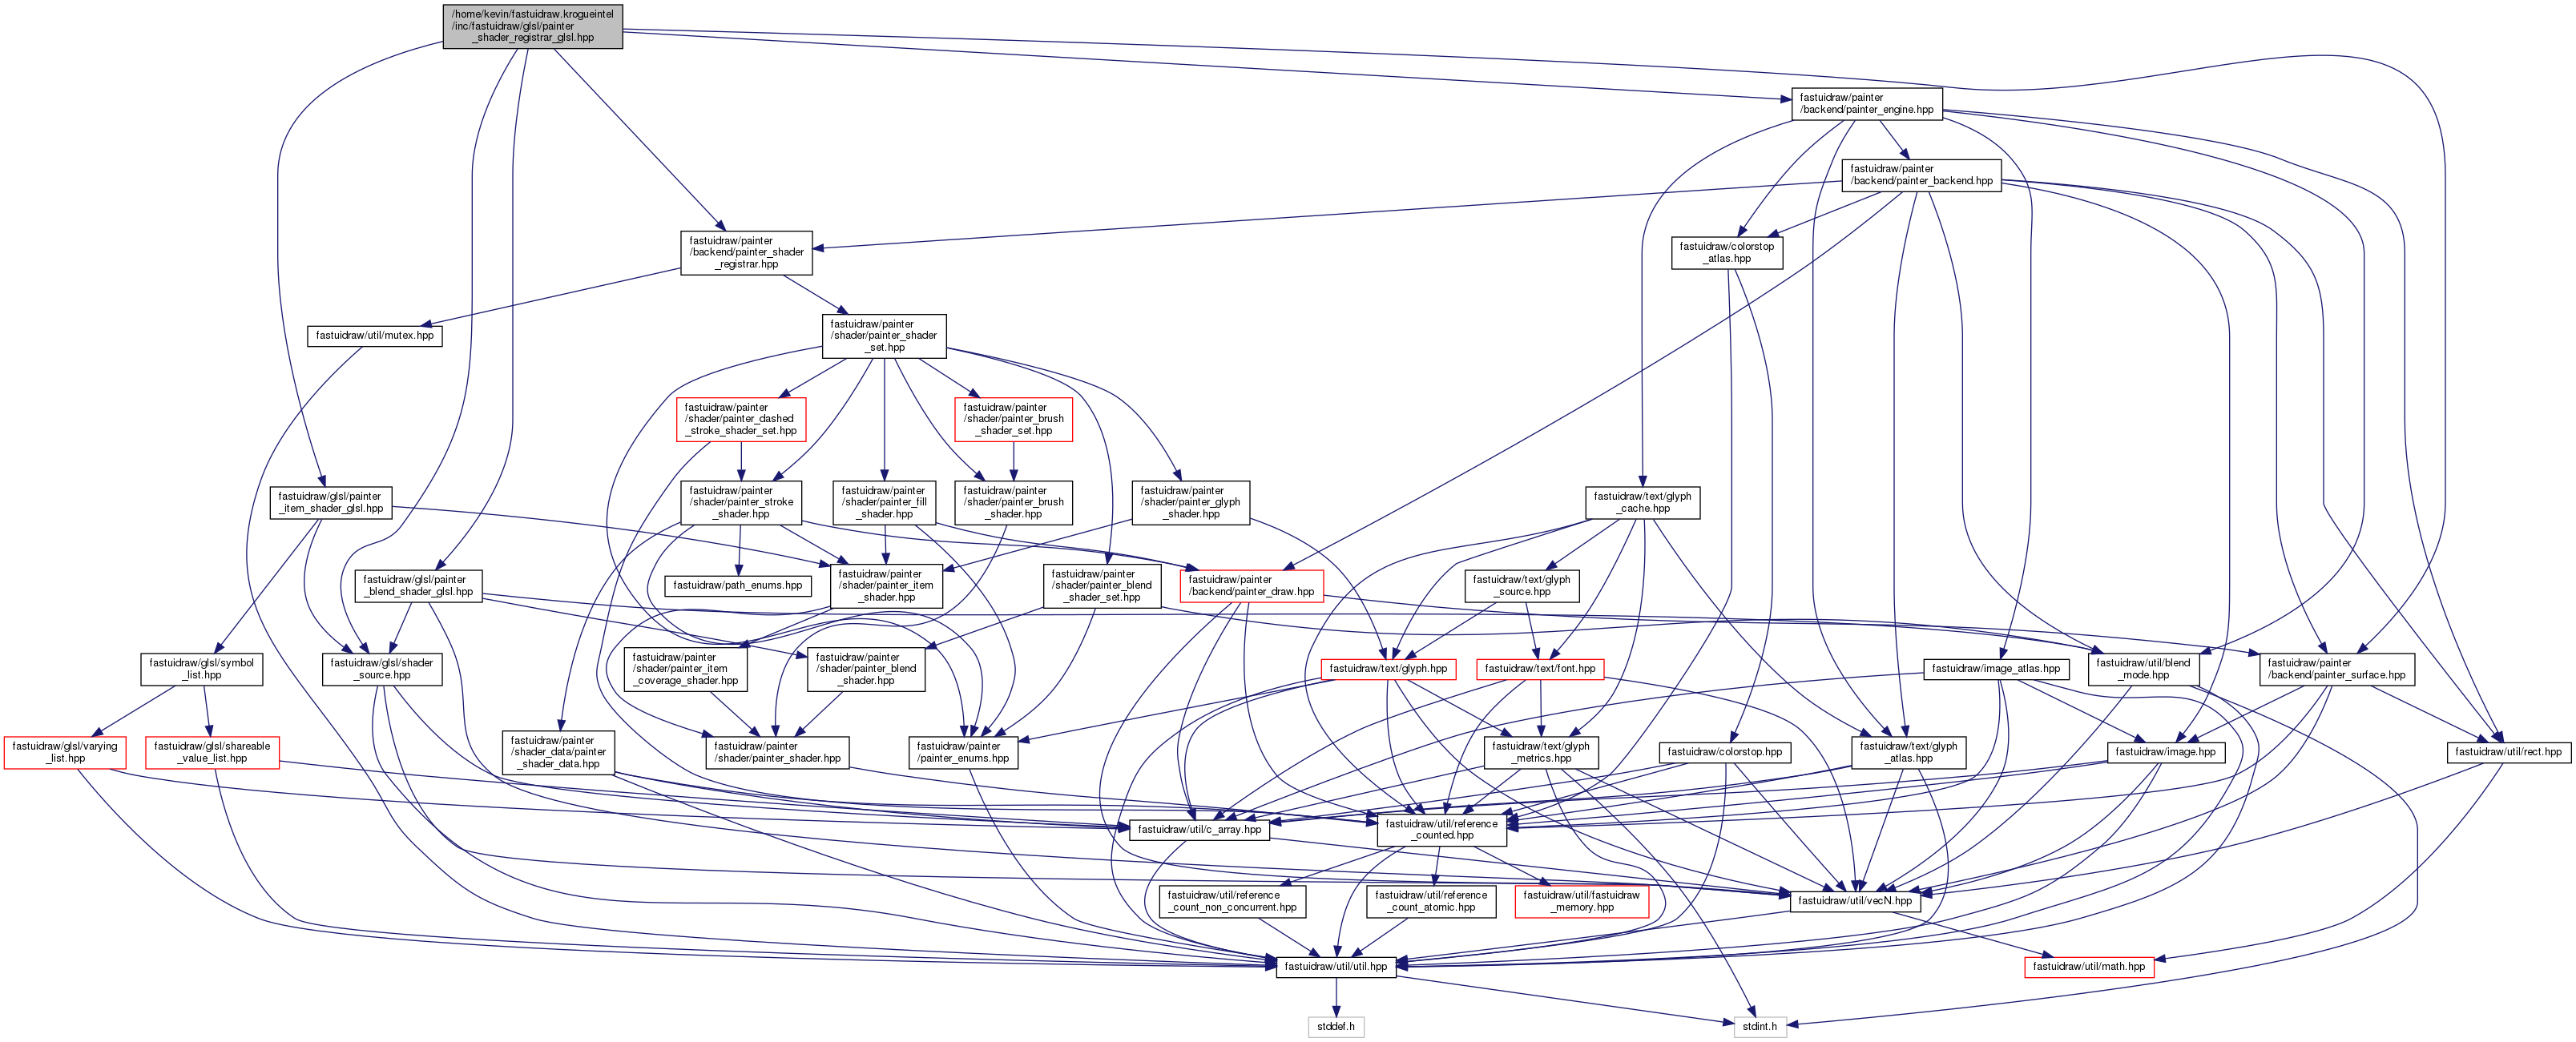 /home/kevin/fastuidraw.krogueintel
/inc/fastuidraw/glsl/painter
_shader_registrar_glsl.hpp
fastuidraw/painter
/backend/painter_engine.hpp
fastuidraw/painter
/backend/painter_backend.hpp
fastuidraw/painter
/backend/painter_shader
_registrar.hpp
fastuidraw/colorstop
_atlas.hpp
fastuidraw/util/mutex.hpp
fastuidraw/painter
/shader/painter_shader
_set.hpp
fastuidraw/painter
/shader/painter_dashed
_stroke_shader_set.hpp
fastuidraw/painter
/shader/painter_brush
_shader_set.hpp
fastuidraw/glsl/painter
_item_shader_glsl.hpp
fastuidraw/painter
/shader/painter_stroke
_shader.hpp
fastuidraw/painter
/shader/painter_fill
_shader.hpp
fastuidraw/painter
/shader/painter_brush
_shader.hpp
fastuidraw/painter
/shader/painter_glyph
_shader.hpp
fastuidraw/text/glyph
_cache.hpp
fastuidraw/glsl/painter
_blend_shader_glsl.hpp
fastuidraw/path_enums.hpp
fastuidraw/painter
/shader/painter_item
_shader.hpp
fastuidraw/painter
/shader/painter_blend
_shader_set.hpp
fastuidraw/painter
/backend/painter_draw.hpp
fastuidraw/text/glyph
_source.hpp
fastuidraw/glsl/symbol
_list.hpp
fastuidraw/glsl/shader
_source.hpp
fastuidraw/painter
/shader/painter_item
_coverage_shader.hpp
fastuidraw/painter
/shader/painter_blend
_shader.hpp
fastuidraw/text/glyph.hpp
fastuidraw/text/font.hpp
fastuidraw/image_atlas.hpp
fastuidraw/util/blend
_mode.hpp
fastuidraw/painter
/backend/painter_surface.hpp
fastuidraw/glsl/varying
_list.hpp
fastuidraw/glsl/shareable
_value_list.hpp
fastuidraw/painter
/shader_data/painter
_shader_data.hpp
fastuidraw/painter
/shader/painter_shader.hpp
fastuidraw/painter
/painter_enums.hpp
fastuidraw/text/glyph
_metrics.hpp
fastuidraw/colorstop.hpp
fastuidraw/text/glyph
_atlas.hpp
fastuidraw/image.hpp
fastuidraw/util/rect.hpp
fastuidraw/util/c_array.hpp
fastuidraw/util/reference
_counted.hpp
fastuidraw/util/reference
_count_non_concurrent.hpp
fastuidraw/util/reference
_count_atomic.hpp
fastuidraw/util/fastuidraw
_memory.hpp
fastuidraw/util/vecN.hpp
fastuidraw/util/util.hpp
fastuidraw/util/math.hpp
stddef.h
stdint.h